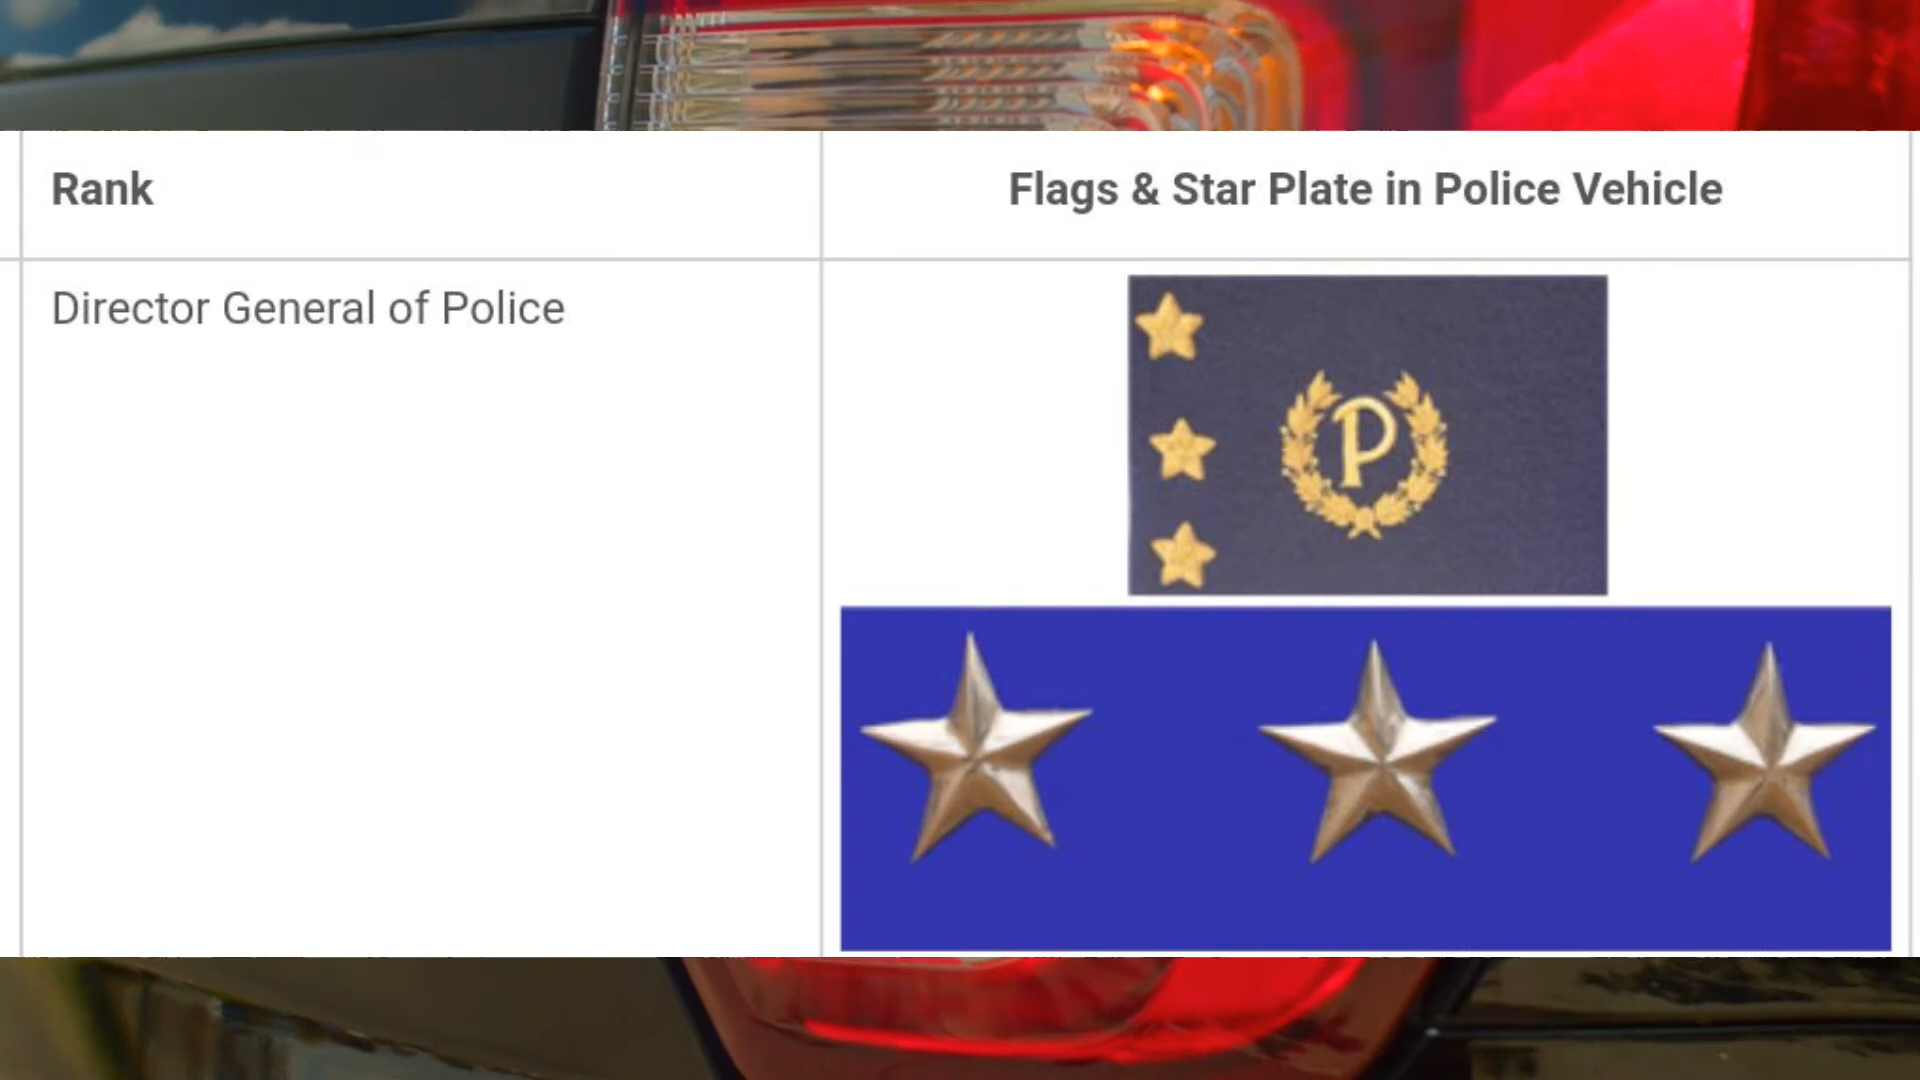 Rank
Flags & Star Plate in Police Vehicle
Director General of Police
P